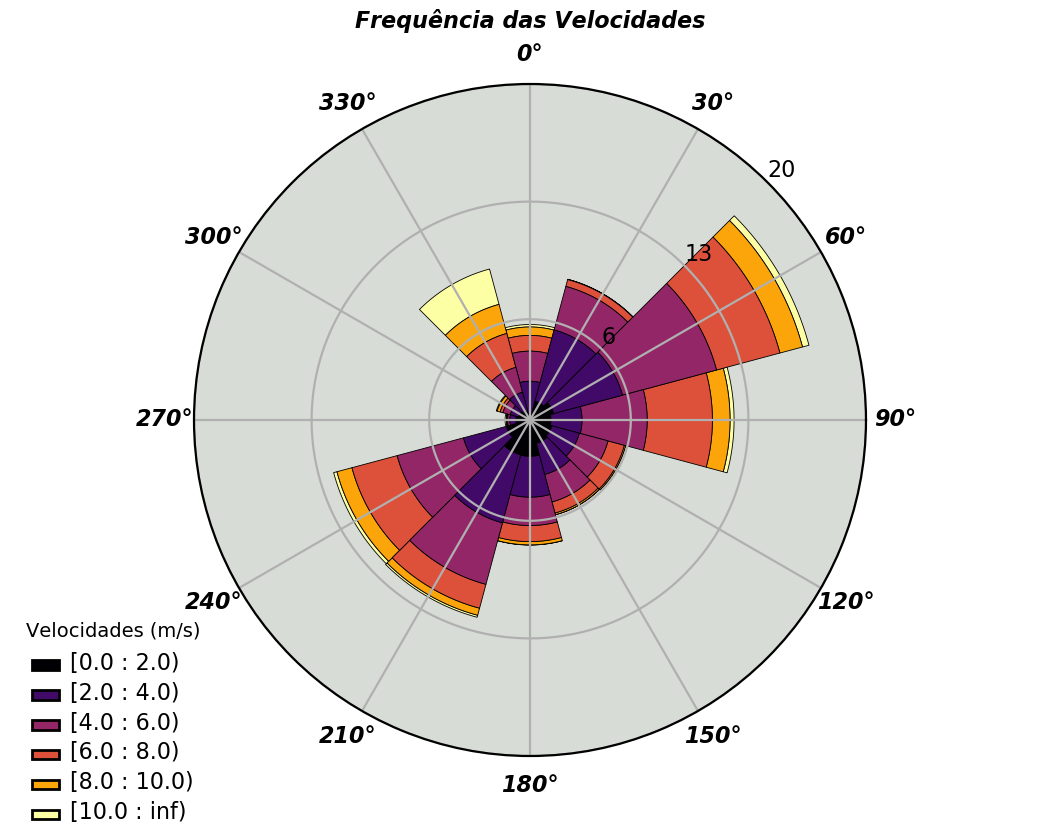 Frequência das Velocidades
0°
330°
30°
20
300°
60°
13
6
270°
90°
240°
120°
210°
150°
180°
Velocidades (m/s)
[0.0 : 2.0)
[2.0 : 4.0)
[4.0 : 6.0)
[6.0 : 8.0)
[8.0 : 10.0)
[10.0 : inf)